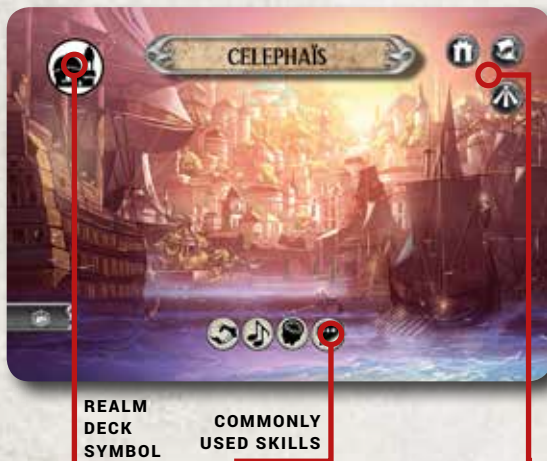 CELEPHAÏS
REALM
DECK
SYMBOL
COMMONLY
USED SKILLS